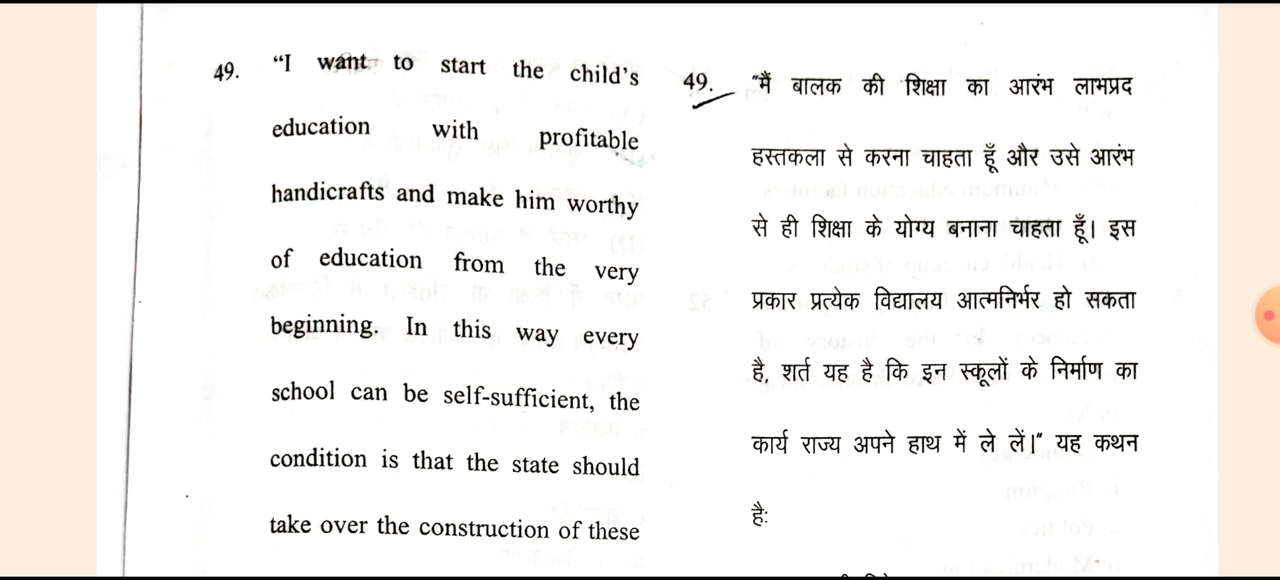 49. “I want to start the child’s
education with profitable
handicrafts and make him worthy
of education from the very
beginning. In this way every
school can be self-sufficient, the
condition is that the state should
take over the construction of these
49. "मैं बालक की शिक्षा का आरंभ लाभप्रद
हस्तकला से करना चाहता हूँ और उसे आरंभ
से ही शिक्षा के योग्य बनाना चाहता हूँ। इस
प्रकार प्रत्येक विद्यालय आत्मनिर्भर हो सकता
है, शर्त यह है कि इन स्कूलों के निर्माण का
कार्य राज्य अपने हाथ में ले लें।" यह कथन
है: